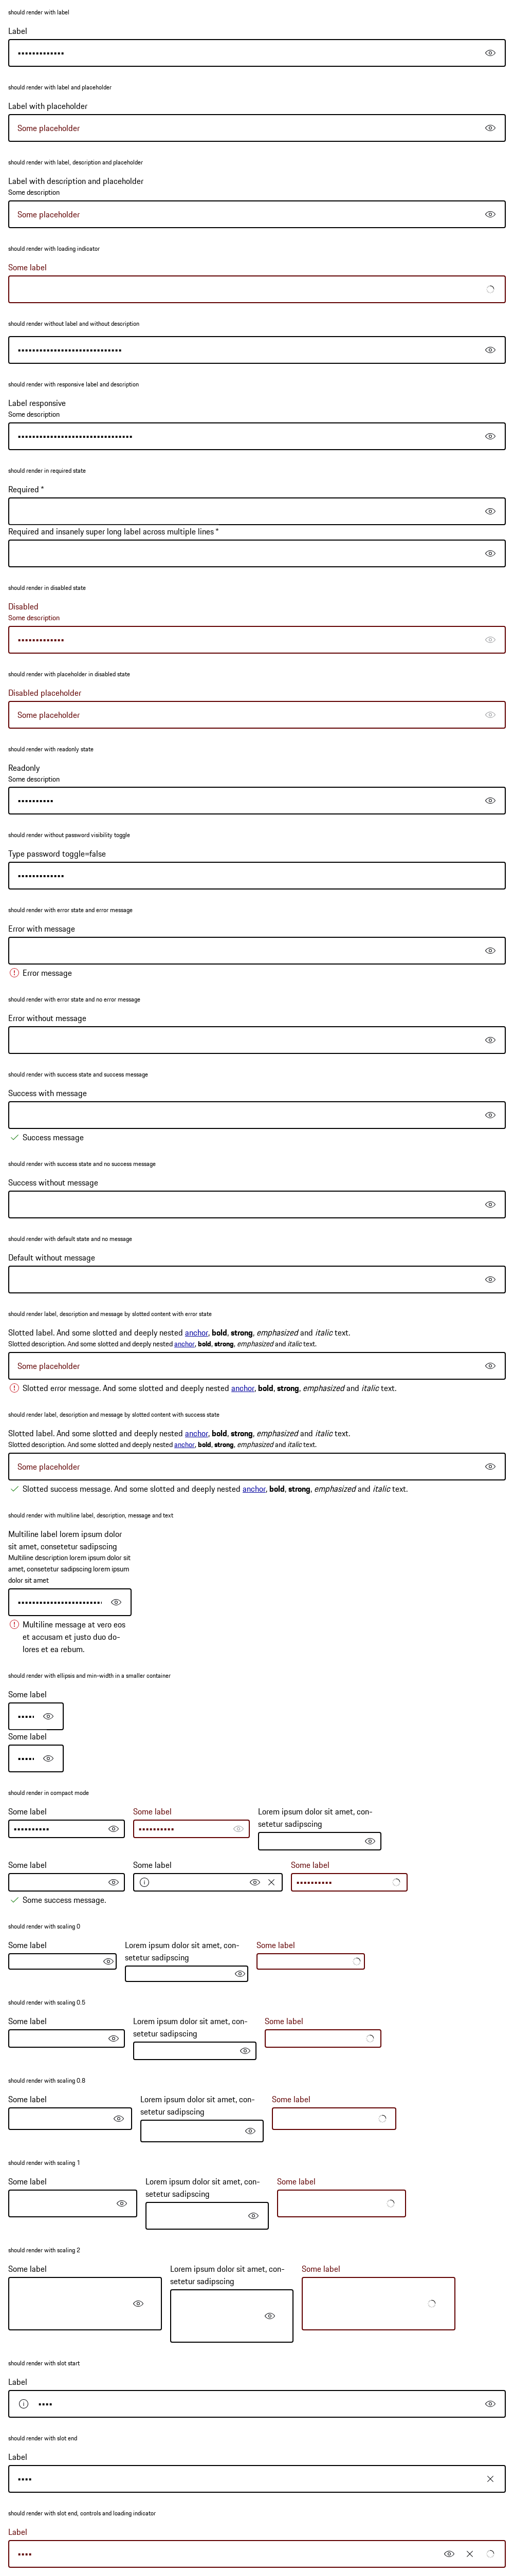 should render with label
Label
•••••••••••••
should render with label and placeholder
Label with placeholder
Some placeholder
should render with label, description and placeholder
Label with description and placeholder
Some description
Some placeholder
should render with loading indicator
Some label
should render without label and without description
•••••••••••••••••••••••••••••
should render with responsive label and description
Label responsive
Some description
••••••••••••••••••••••••••••••••
should render in required state
Required *
Required and insanely super long label across multiple lines *
should render in disabled state
Disabled
Some description
•••••••••••••
should render with placeholder in disabled state
Disabled placeholder
Some placeholder
should render with readonly state
Readonly
Some description
••••••••••
should render without password visibility toggle
Type password toggle=false
•••••••••••••
should render with error state and error message
Error with message
Error message
should render with error state and no error message
Error without message
should render with success state and success message
Success with message
Success message
should render with success state and no success message
Success without message
should render with default state and no message
Default without message
should render label, description and message by slotted content with error state
Slotted label. And some slotted and deeply nested anchor, bold, strong, emphasized and italic text.
Slotted description. And some slotted and deeply nested anchor, bold, strong, emphasized and italic text.
Some placeholder
Slotted error message. And some slotted and deeply nested anchor, bold, strong, emphasized and italic text.
should render label, description and message by slotted content with success state
Slotted label. And some slotted and deeply nested anchor, bold, strong, emphasized and italic text.
Slotted description. And some slotted and deeply nested anchor, bold, strong, emphasized and italic text.
Some placeholder
Slotted success message. And some slotted and deeply nested anchor, bold, strong, emphasized and italic text.
should render with multiline label, description, message and text
Multiline label lorem ipsum dolor
sit amet, consetetur sadipscing
Multiline description lorem ipsum dolor sit
amet, consetetur sadipscing lorem ipsum
dolor sit amet
•••••••••••••••••••••••
Multiline message at vero eos
et accusam et justo duo do-
lores et ea rebum.
should render with ellipsis and min-width in a smaller container
Some label
•••••
Some label
•••••
should render in compact mode
Some label
••••••••••
Some label
••••••••••
Lorem ipsum dolor sit amet, con-
setetur sadipscing
Some label
Some success message.
Some label
Some label
••••••••••
should render with scaling 0
Some label
Lorem ipsum dolor sit amet, con-
setetur sadipscing
Some label
should render with scaling 0.5
Some label
Lorem ipsum dolor sit amet, con-
setetur sadipscing
Some label
should render with scaling 0.8
Some label
Lorem ipsum dolor sit amet, con-
setetur sadipscing
Some label
should render with scaling 1
Some label
Lorem ipsum dolor sit amet, con-
setetur sadipscing
Some label
should render with scaling 2
Some label
Lorem ipsum dolor sit amet, con-
setetur sadipscing
Some label
should render with slot start
Label
••••
should render with slot end
Label
••••
should render with slot end, controls and loading indicator
Label
••••